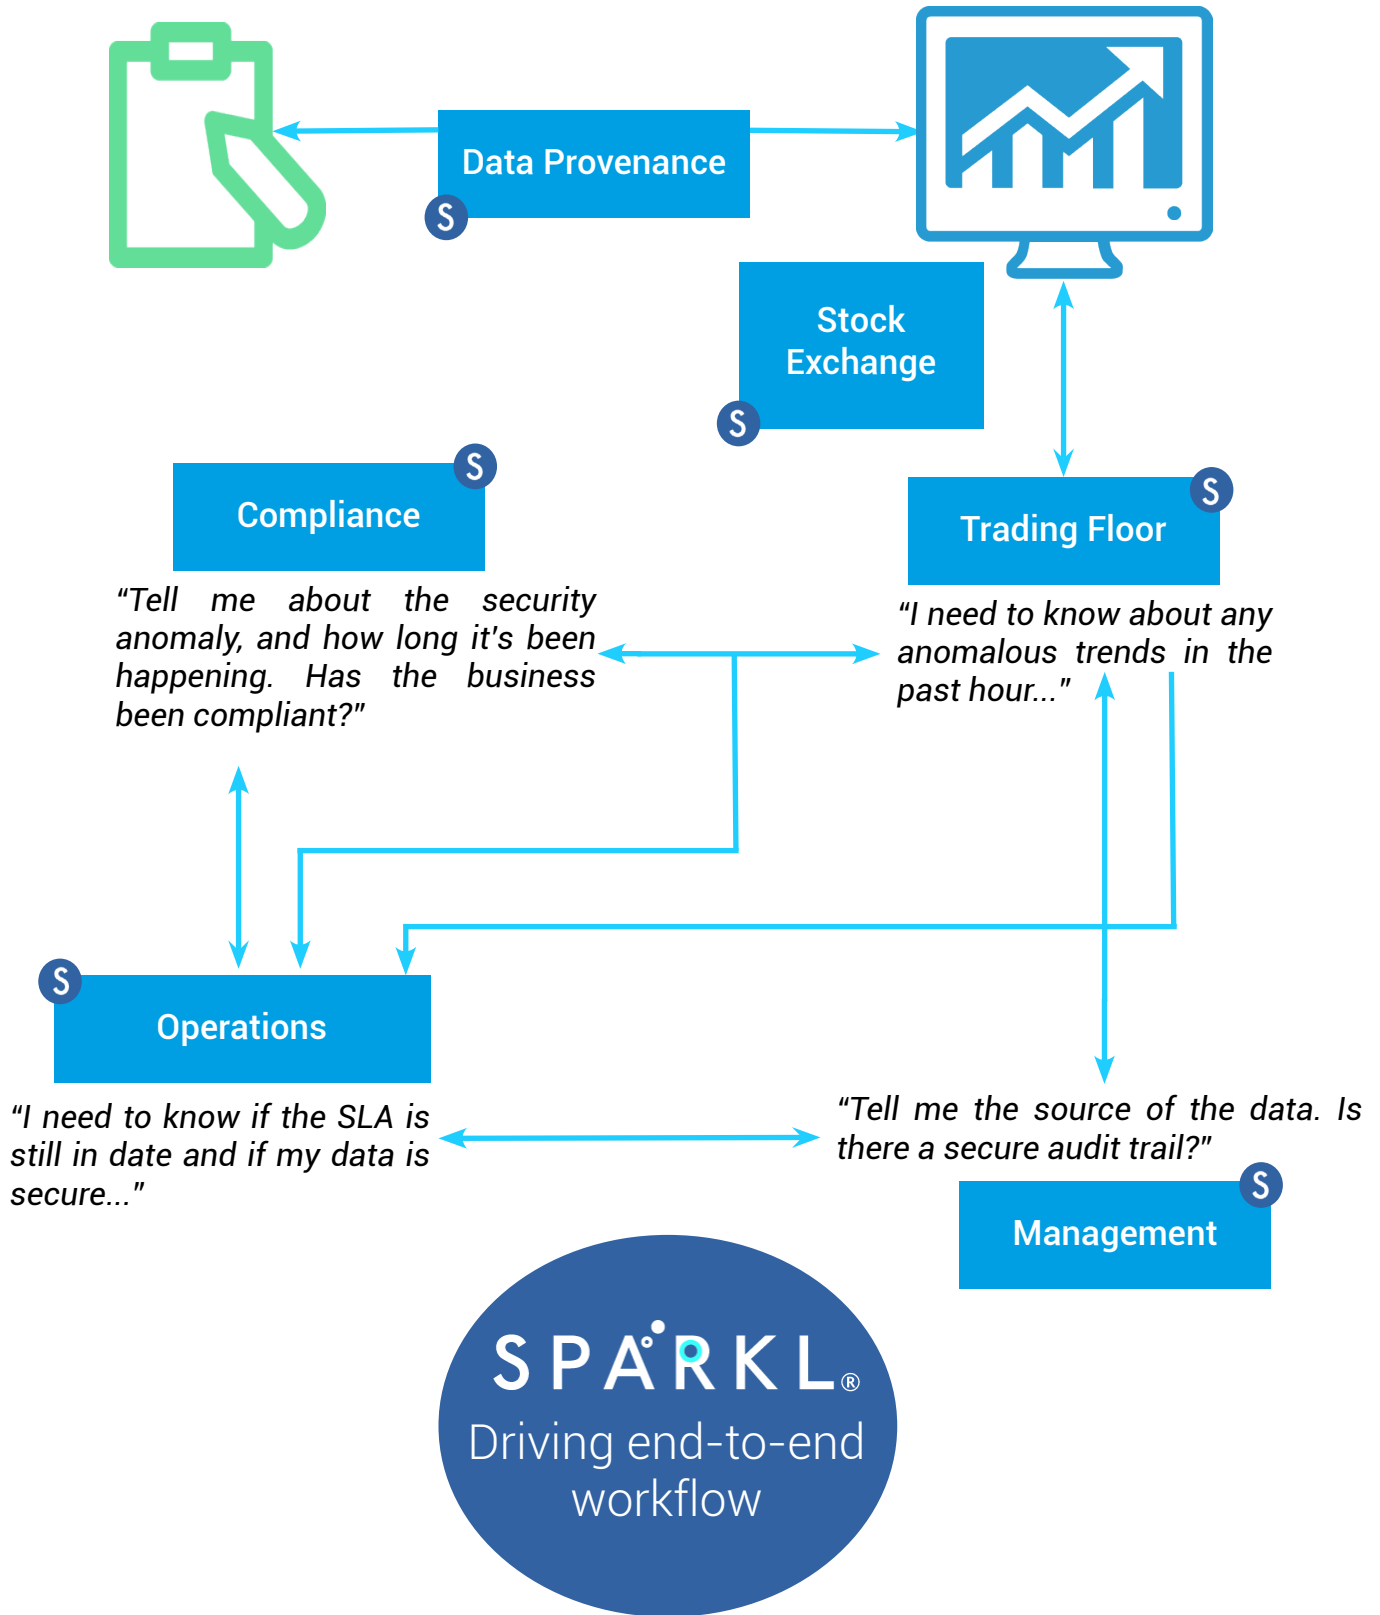 Data Provenance
S
Stock
Exchange
S
S
Compliance
S
Trading Floor
“Tell me about the security
anomaly, and how long it's been
happening. Has the business
been compliant?"
“I need to know about any
anomalous trends in the
past hour..."
S
Operations
“I need to know if the SLA is
still in date and if my data is
secure..."
“Tell me the source of the data. Is
there a secure audit trail?"
S
Management
SPARKL®
Driving end-to-end
workflow